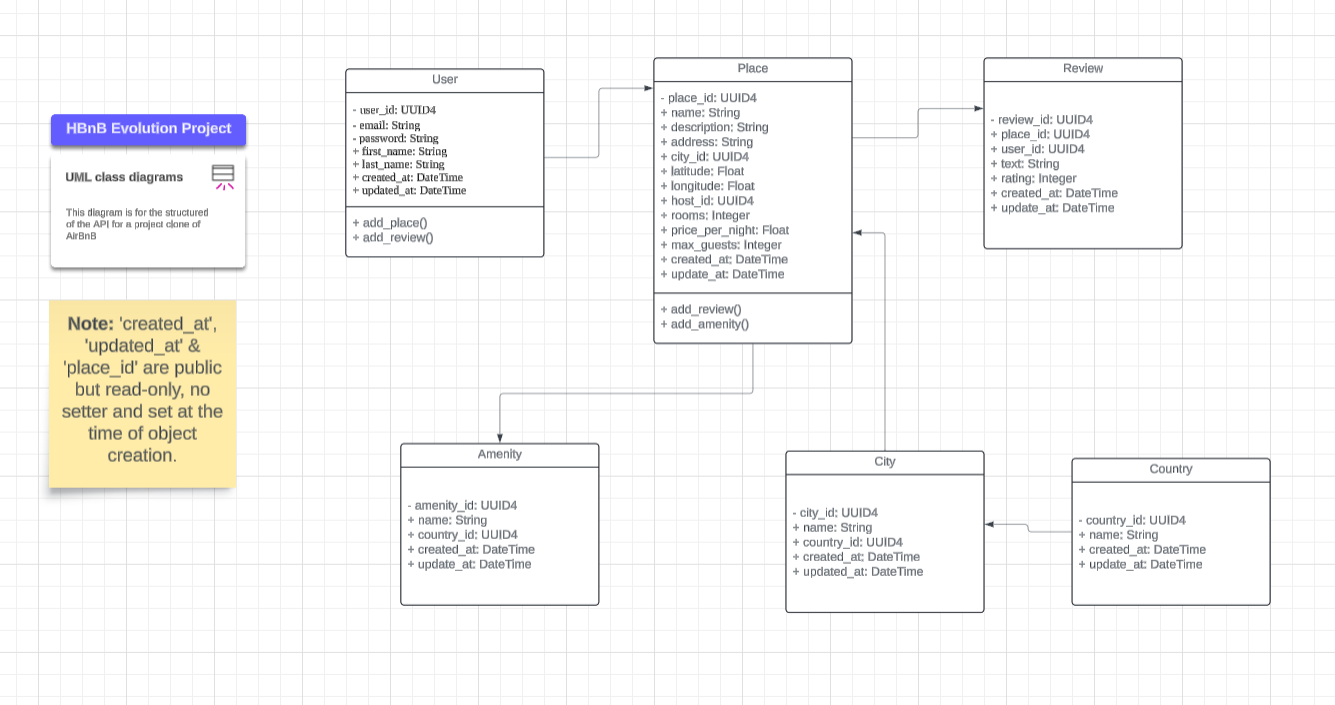 HBnB Evolution Project
UML class diagrams
This diagram is for the structured
of the API for a project clone of
AirBnB
Note: 'created_at',
'updated_at' &
'place_id' are public
but read-only, no
setter and set at the
time of object
creation.
User
- user_id: UUID4
- email: String
- password: String
+ first_name: String
+ last_name: String
+ created_at: DateTime
+ updated_at: DateTime
+ add_place()
+ add_review()
Place
- place_id: UUID4
+ name: String
+ description: String
+ address: String
+ city_id: UUID4
+ latitude: Float
+ longitude: Float
+ host_id: UUID4
+ rooms: Integer
+ price_per_night: Float
+ max_guests: Integer
+ created_at: DateTime
+ update_at: DateTime
+ add_review()
+ add_amenity()
Review
- review_id: UUID4
+ place_id: UUID4
+ user_id: UUID4
+ text: String
+ rating: Integer
+ created_at: DateTime
+ update_at: DateTime
Amenity
- amenity_id: UUID4
+ name: String
+ country_id: UUID4
+ created_at: DateTime
+ update_at: DateTime
City
- city_id: UUID4
+ name: String
+ country_id: UUID4
+ created_at: DateTime
+ updated_at: DateTime
Country
- country_id: UUID4
+ name: String
+ created_at: DateTime
+ update_at: DateTime